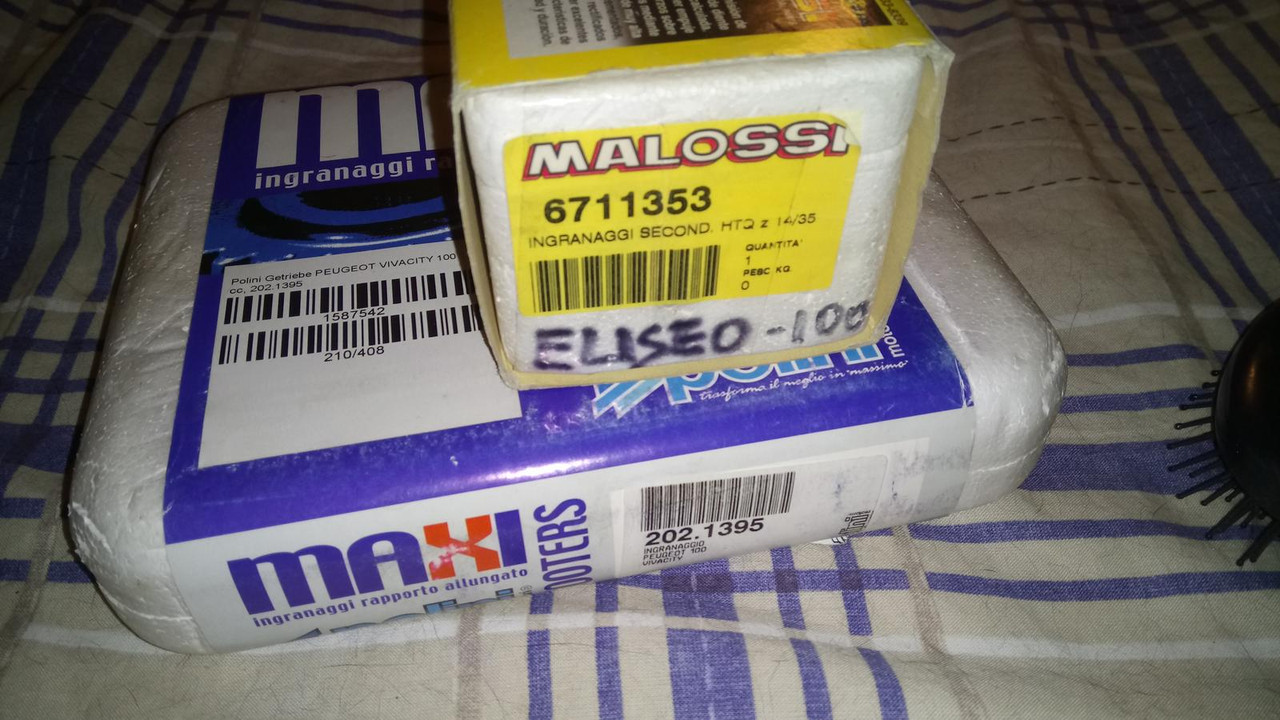 MALOSSI
6711353
INGRANAGGI SECOND. HTQ z 14/35
QUANTITA'
1
PESO KG.
0
ELISEO-100
ingranaggi
Polini Getriebe PEUGEOT VIVACITY 100
cc, 202.1395
1587542
210/408
polini
trasforma il meglio in "massimo"
MAXI
ingranaggi rapporto allungato
202.1395
INGRANAGGIO
PEUGEOT 100
VIVACITY